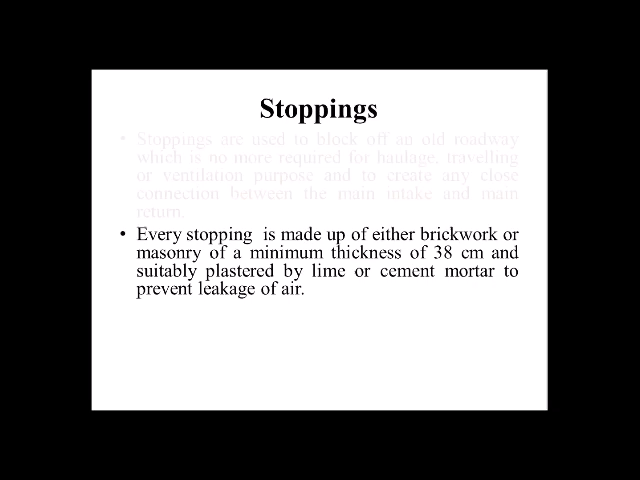 Stoppings
• Stoppings are used to block off an old roadway
which is no more required for haulage, travelling
or ventilation purpose and to create any close
connection between the main intake and main
return.
• Every stopping  is made up of either brickwork or
masonry of a minimum thickness of 38 cm and
suitably plastered by lime or cement mortar to
prevent leakage of air.